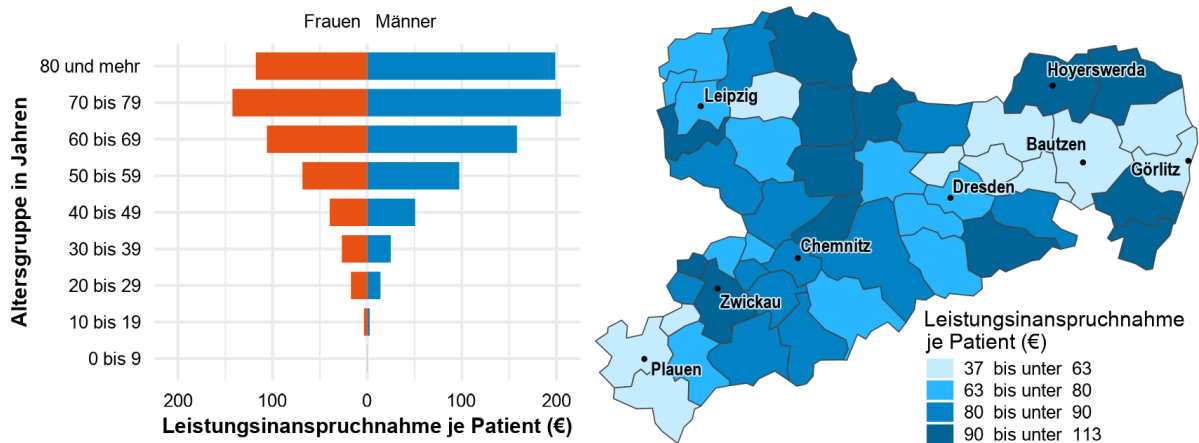 Frauen Männer
Altersgruppe in Jahren
80 und mehr
70 bis 79
60 bis 69
50 bis 59
40 bis 49
30 bis 39
20 bis 29
10 bis 19
0 bis 9
200 100 0 100 200
Leistungsinanspruchnahme je Patient (€)
Hoyerswerda
Leipzig
Bautzen
Görlitz
Dresden
Chemnitz
Zwickau
Plauen
Leistungsinanspruchnahme
je Patient (€)
37 bis unter 63
63 bis unter 80
80 bis unter 90
90 bis unter 113